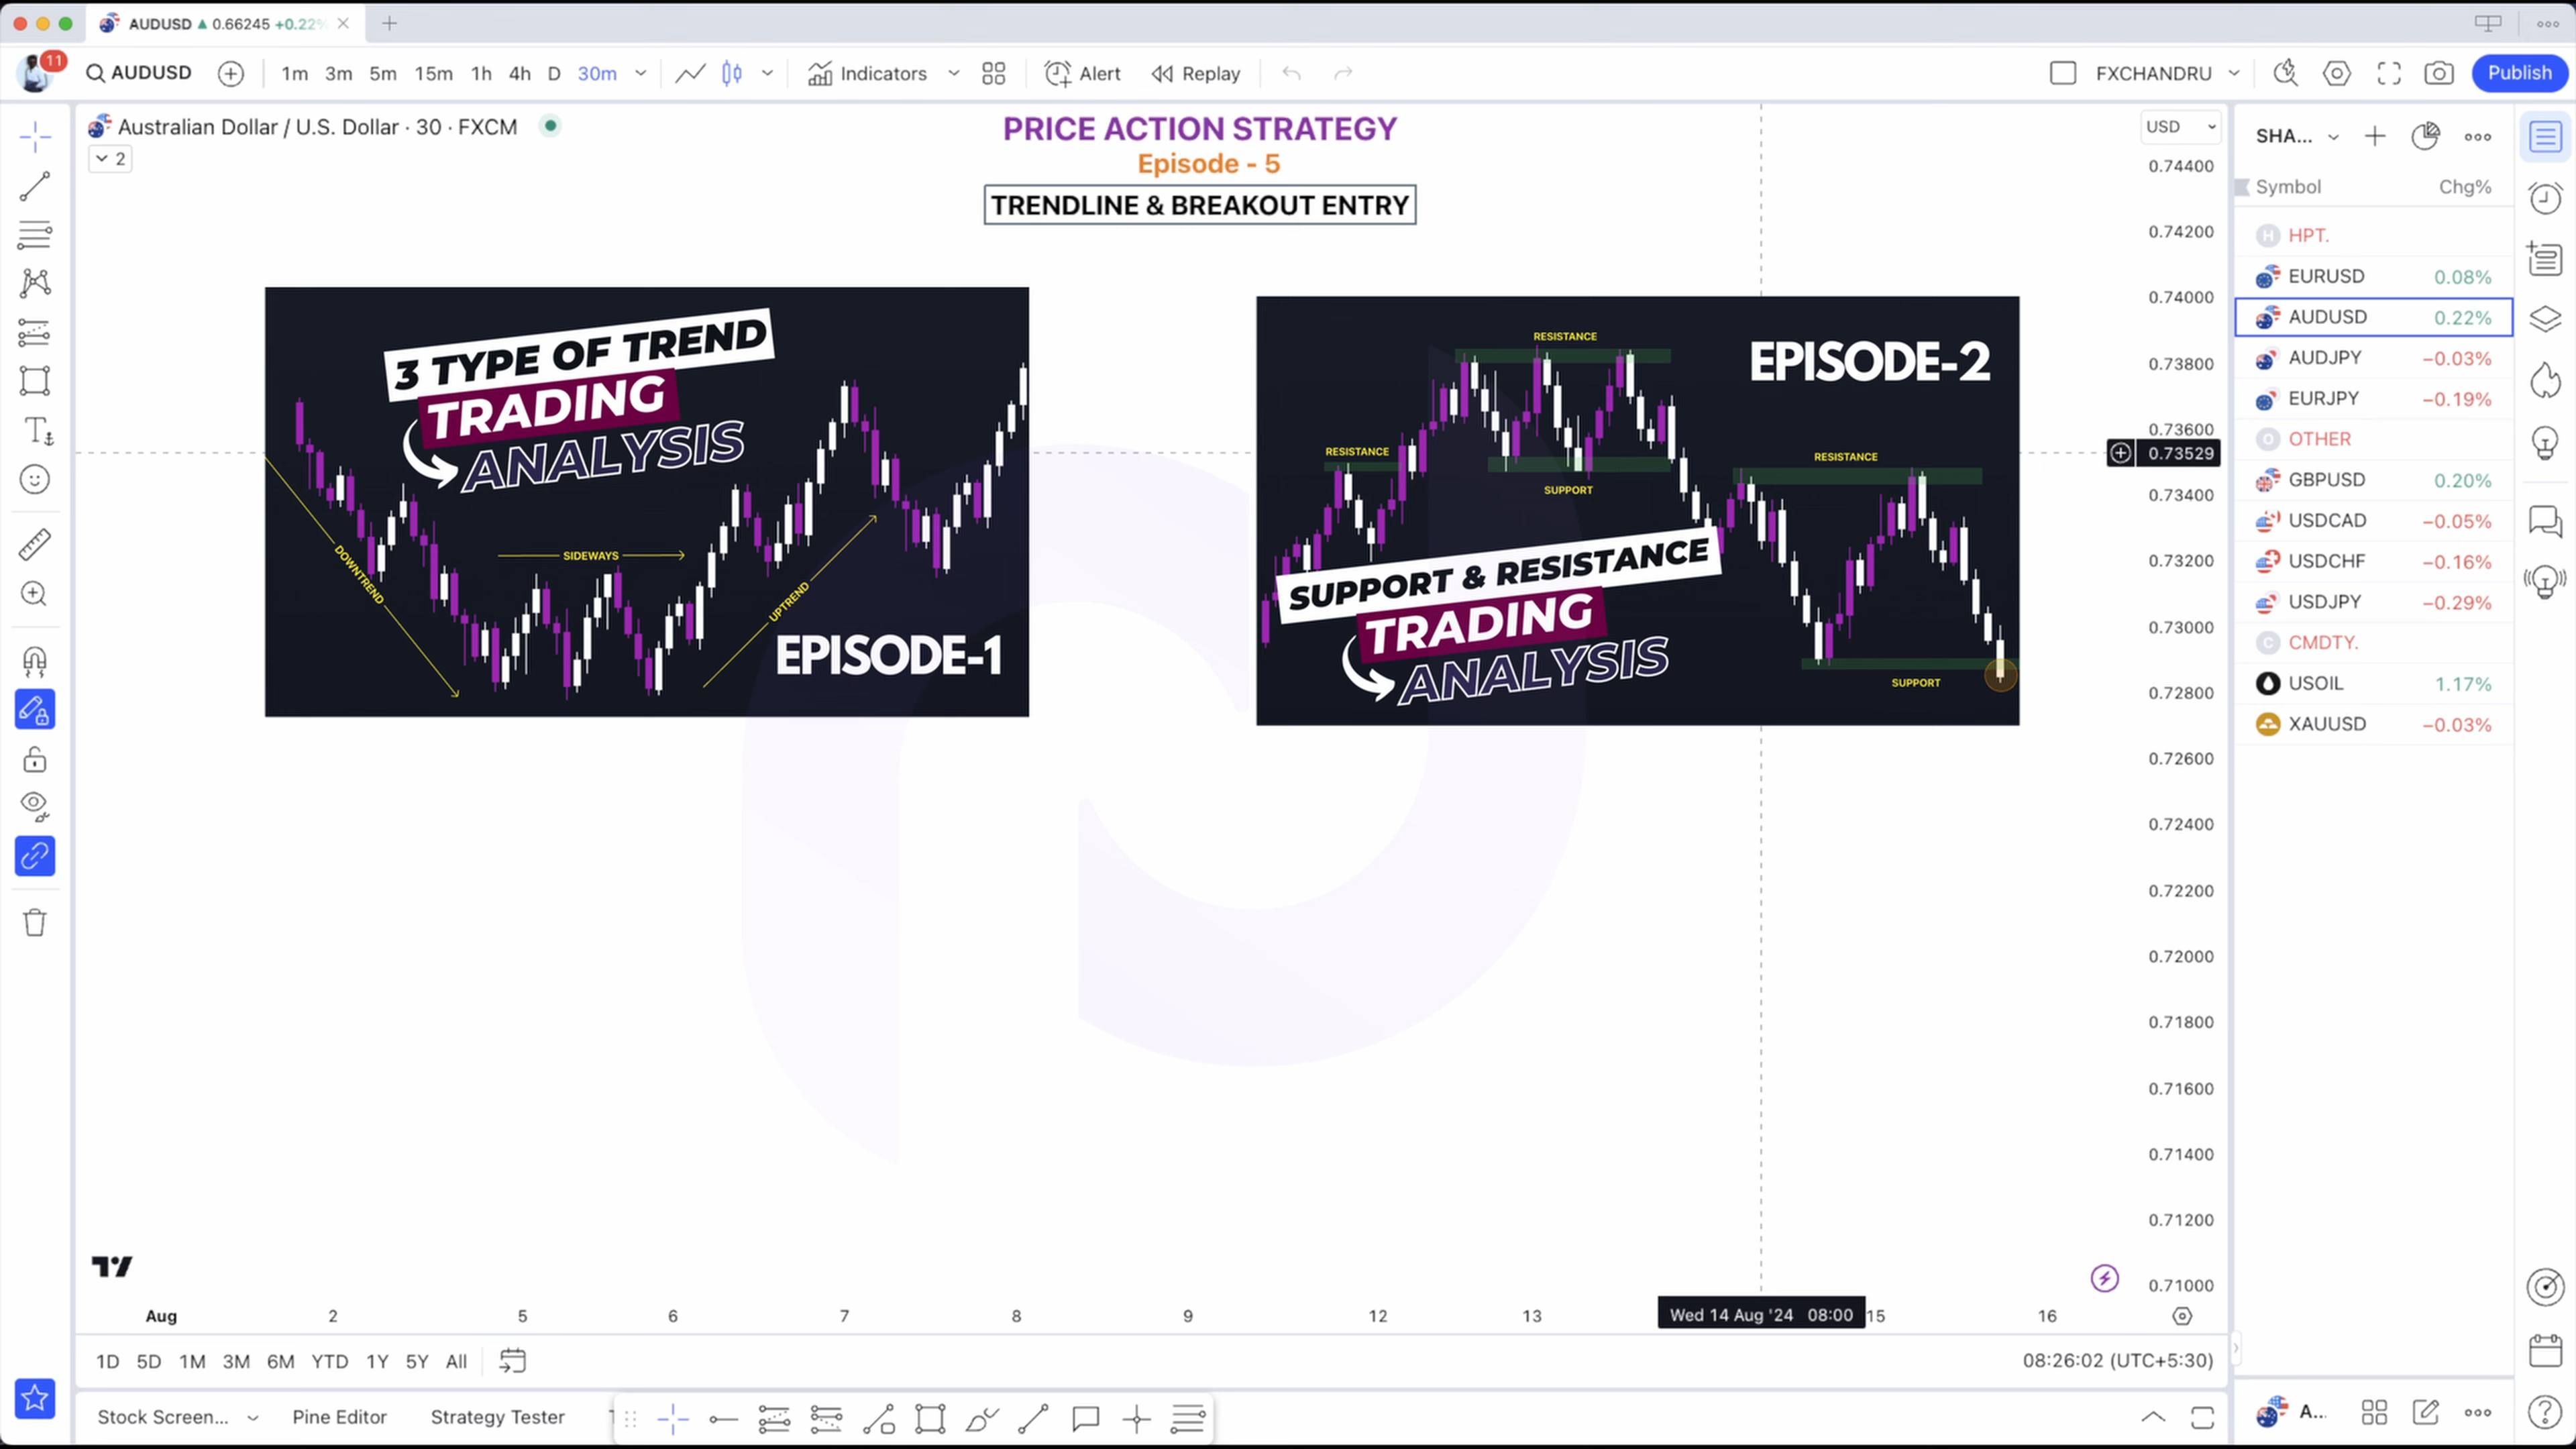 AUDUSD ▲ 0.66245 +0.22%
11
AUDUSD 1m 3m 5m 15m 1h 4h D 30m Indicators Alert Replay FXCHANDRU Publish
Australian Dollar / U.S. Dollar · 30 · FXCM
2
PRICE ACTION STRATEGY
Episode - 5
TRENDLINE & BREAKOUT ENTRY
3 TYPE OF TREND
TRADING
ANALYSIS
DOWNTREND
SIDEWAYS
UPTREND
EPISODE-1
RESISTANCE
EPISODE-2
RESISTANCE
RESISTANCE
SUPPORT
SUPPORT & RESISTANCE
TRADING
ANALYSIS
SUPPORT
USD
0.74400
0.74200
0.74000
0.73800
0.73600
0.73529
0.73400
0.73200
0.73000
0.72800
0.72600
0.72400
0.72200
0.72000
0.71800
0.71600
0.71400
0.71200
0.71000
SHA...
Symbol Chg%
H HPT.
EURUSD 0.08%
AUDUSD 0.22%
AUDJPY −0.03%
EURJPY −0.19%
O OTHER
GBPUSD 0.20%
USDCAD −0.05%
USDCHF −0.16%
USDJPY −0.29%
C CMDTY.
USOIL 1.17%
XAUUSD −0.03%
Aug 2 5 6 7 8 9 12 13 Wed 14 Aug '24 08:00 15 16
1D 5D 1M 3M 6M YTD 1Y 5Y All
08:26:02 (UTC+5:30)
Stock Screen... Pine Editor Strategy Tester
A...